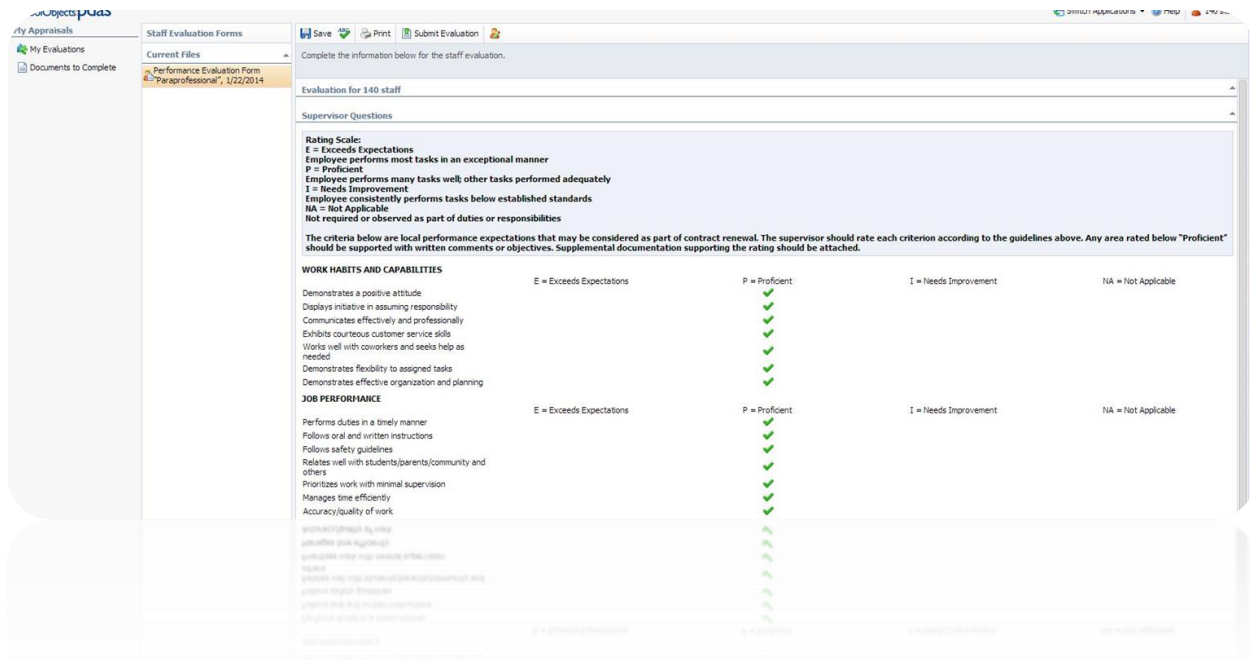 Switch Applications
Help
My Appraisals
My Evaluations
Documents to Complete
Staff Evaluation Forms
Current Files
Performance Evaluation Form
"Paraprofessional", 1/22/2014
Save Print Submit Evaluation
Complete the information below for the staff evaluation.
Evaluation for 140 staff
Supervisor Questions
Rating Scale:
E = Exceeds Expectations
Employee performs most tasks in an exceptional manner
P = Proficient
Employee performs many tasks well; other tasks performed adequately
I = Needs Improvement
Employee consistently performs tasks below established standards
NA = Not Applicable
Not required or observed as part of duties or responsibilities
The criteria below are local performance expectations that may be considered as part of contract renewal. The supervisor should rate each criterion according to the guidelines above. Any area rated below "Proficient"
should be supported with written comments or objectives. Supplemental documentation supporting the rating should be attached.
WORK HABITS AND CAPABILITIES
E = Exceeds Expectations P = Proficient I = Needs Improvement NA = Not Applicable
Demonstrates a positive attitude
Displays initiative in assuming responsibility
Communicates effectively and professionally
Exhibits courteous customer service skills
Works well with coworkers and seeks help as
needed
Demonstrates flexibility to assigned tasks
Demonstrates effective organization and planning
JOB PERFORMANCE
E = Exceeds Expectations P = Proficient I = Needs Improvement NA = Not Applicable
Performs duties in a timely manner
Follows oral and written instructions
Follows safety guidelines
Relates well with students/parents/community and
others
Prioritizes work with minimal supervision
Manages time efficiently
Accuracy/quality of work